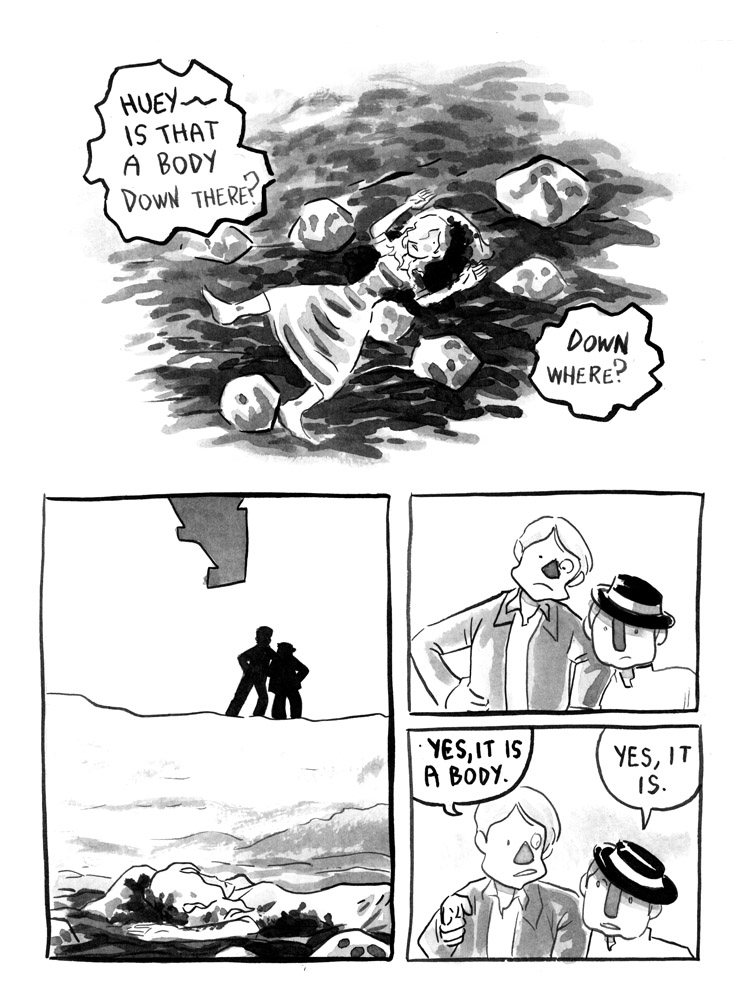 HUEY~
IS THAT
A BODY
DOWN THERE?
DOWN
WHERE?
YES, IT IS
A BODY.
YES, IT
IS.